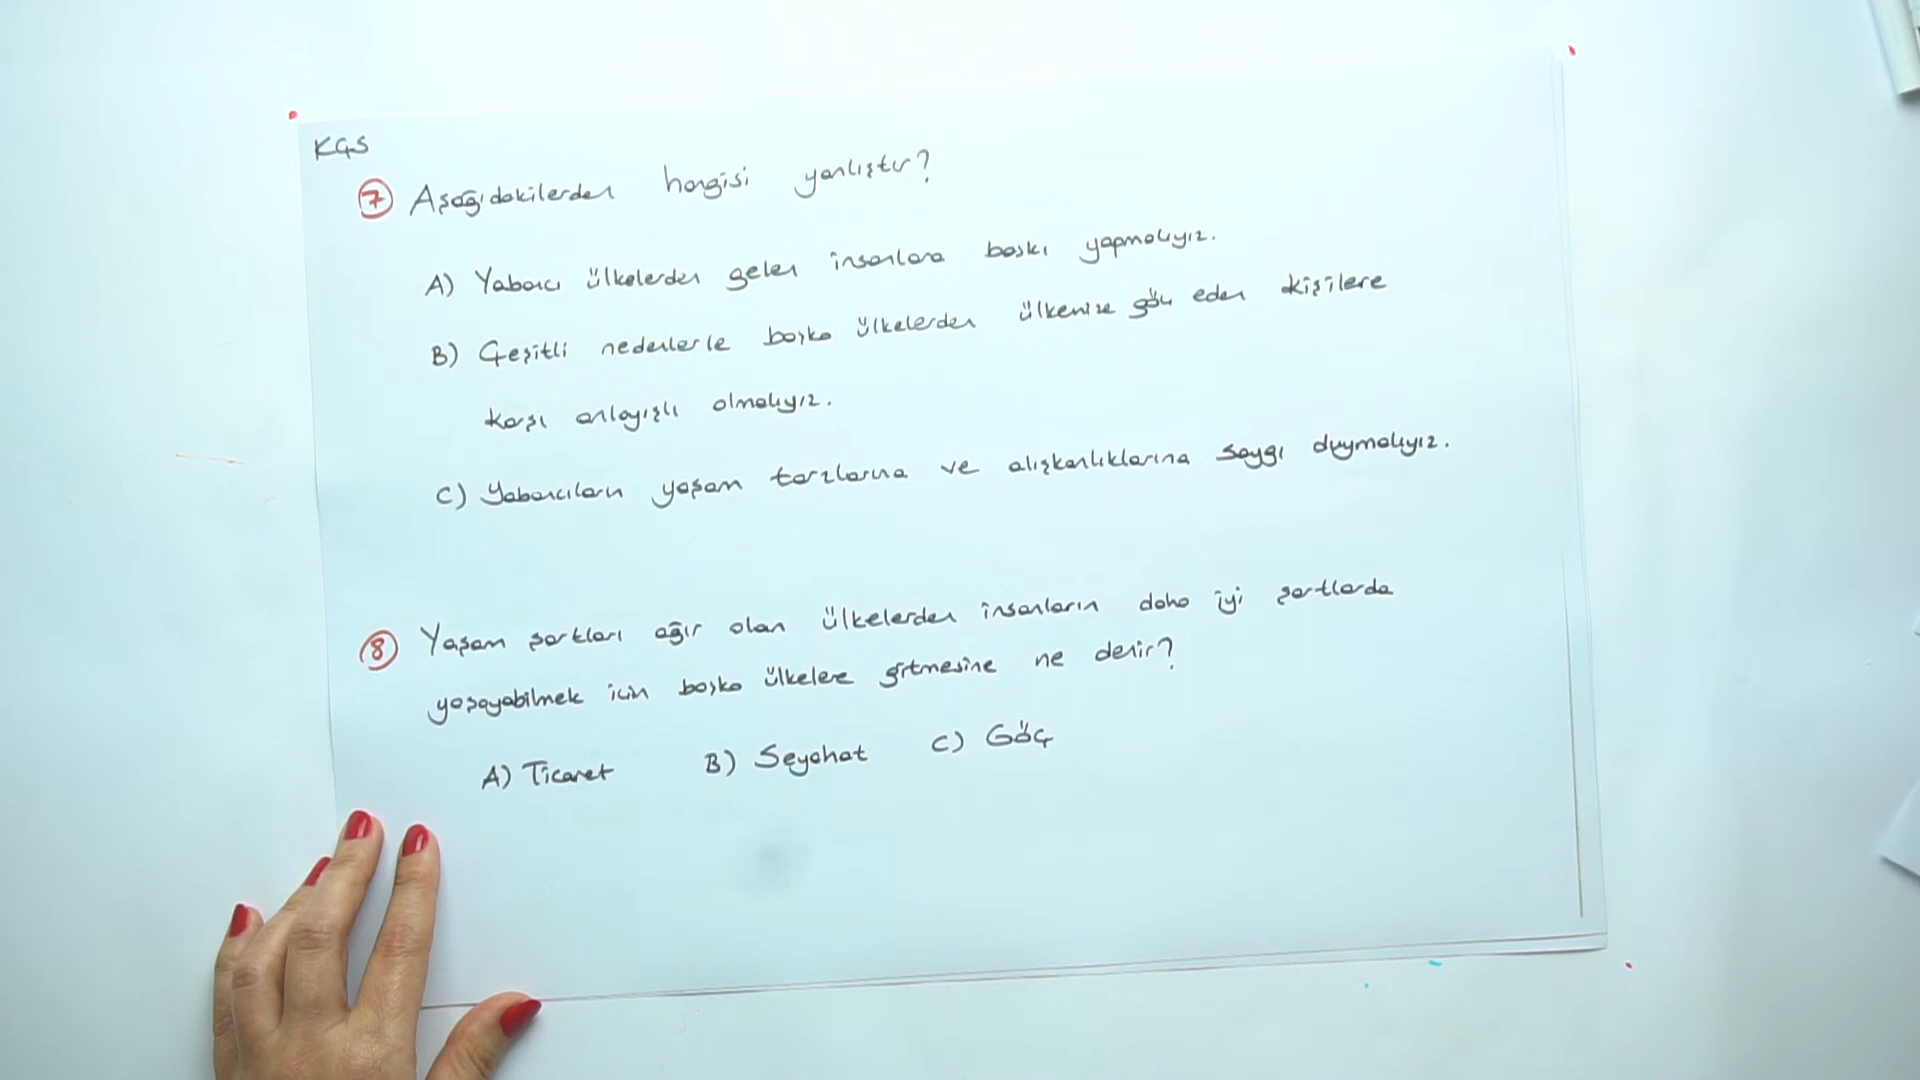 KGS
7 Aşağıdakilerden hangisi yanlıştır?
A) Yabancı ülkelerden gelen insanlara baskı yapmalıyız.
B) Çeşitli nedenlerle başka ülkelerden ülkenize göç eden kişilere
karşı anlayışlı olmalıyız.
C) Yabancıların yaşam tarzlarına ve alışkanlıklarına saygı duymalıyız.
8 Yaşam şartları ağır olan ülkelerden insanların daha iyi şartlarda
yaşayabilmek için başka ülkelere gitmesine ne denir?
A) Ticaret B) Seyahat C) Göç